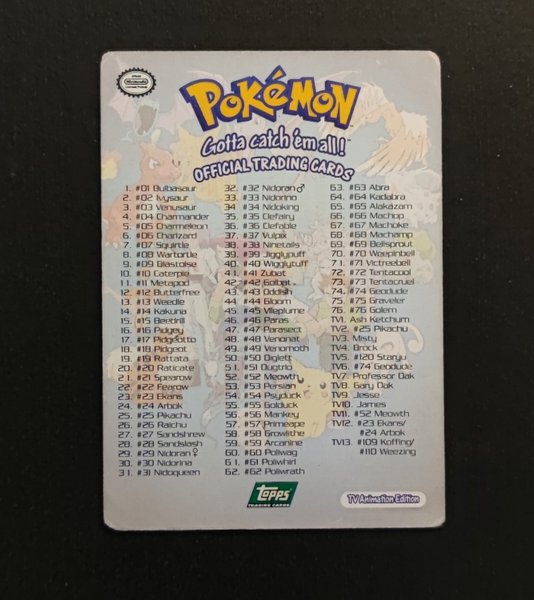 Official
Nintendo
Licensed Product
POKéMON
Gotta catch 'em all!™
OFFICIAL TRADING CARDS
1. #01 Bulbasaur
2. #02 Ivysaur
3. #03 Venusaur
4. #04 Charmander
5. #05 Charmeleon
6. #06 Charizard
7. #07 Squirtle
8. #08 Wartortle
9. #09 Blastoise
10. #10 Caterpie
11. #11 Metapod
12. #12 Butterfree
13. #13 Weedle
14. #14 Kakuna
15. #15 Beedrill
16. #16 Pidgey
17. #17 Pidgeotto
18. #18 Pidgeot
19. #19 Rattata
20. #20 Raticate
21. #21 Spearow
22. #22 Fearow
23. #23 Ekans
24. #24 Arbok
25. #25 Pikachu
26. #26 Raichu
27. #27 Sandshrew
28. #28 Sandslash
29. #29 Nidoran♀
30. #30 Nidorina
31. #31 Nidoqueen
32. #32 Nidoran♂
33. #33 Nidorino
34. #34 Nidoking
35. #35 Clefairy
36. #36 Clefable
37. #37 Vulpix
38. #38 Ninetails
39. #39 Jigglypuff
40. #40 Wigglytuff
41. #41 Zubat
42. #42 Golbat
43. #43 Oddish
44. #44 Gloom
45. #45 Vileplume
46. #46 Paras
47. #47 Parasect
48. #48 Venonat
49. #49 Venomoth
50. #50 Diglett
51. #51 Dugtrio
52. #52 Meowth
53. #53 Persian
54. #54 Psyduck
55. #55 Golduck
56. #56 Mankey
57. #57 Primeape
58. #58 Growlithe
59. #59 Arcanine
60. #60 Poliwag
61. #61 Poliwhirl
62. #62 Poliwrath
63. #63 Abra
64. #64 Kadabra
65. #65 Alakazam
66. #66 Machop
67. #67 Machoke
68. #68 Machamp
69. #69 Bellsprout
70. #70 Weepinbell
71. #71 Victreebell
72. #72 Tentacool
73. #73 Tentacruel
74. #74 Geodude
75. #75 Graveler
76. #76 Golem
TV1. Ash Ketchum
TV2. #25 Pikachu
TV3. Misty
TV4. Brock
TV5. #120 Staryu
TV6. #74 Geodude
TV7. Professor Oak
TV8. Gary Oak
TV9. Jesse
TV10. James
TV11. #52 Meowth
TV12. #23 Ekans/
#24 Arbok
TV13. #109 Koffing/
#110 Weezing
topps
TRADING CARDS
TV Animation Edition